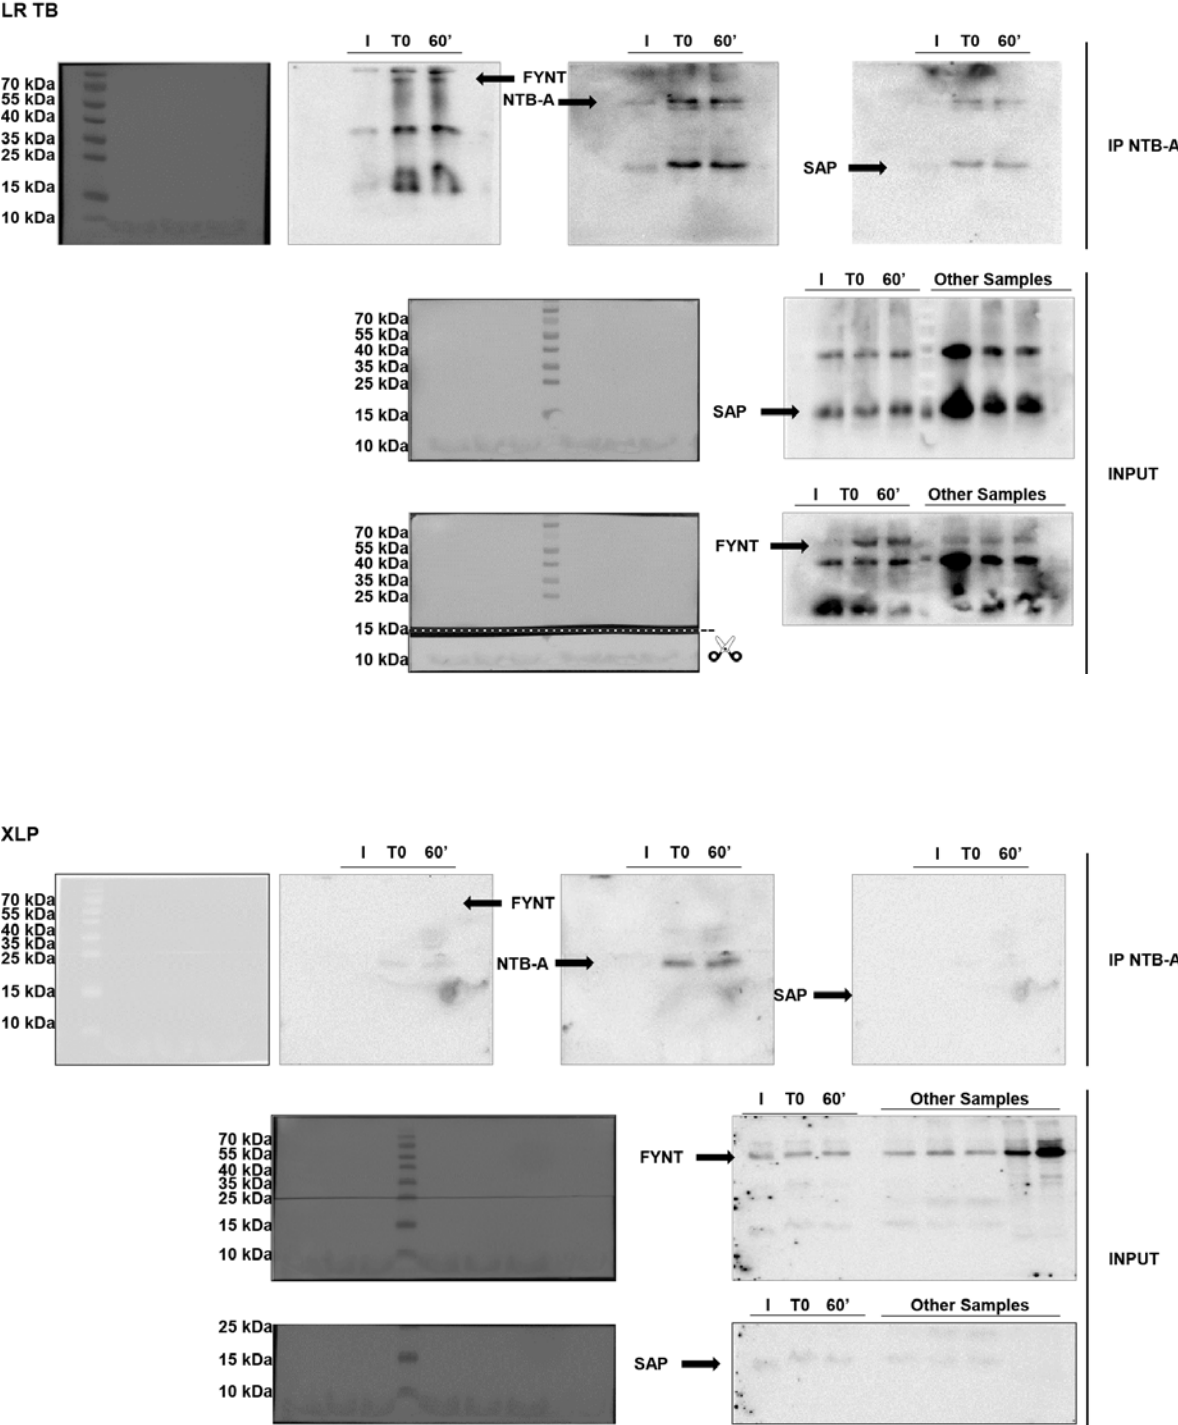 LR TB
I T0 60’ I T0 60’ I T0 60’
70 kDa
55 kDa
40 kDa
35 kDa
25 kDa
15 kDa
10 kDa
FYNT
NTB-A
SAP
IP NTB-A
I T0 60’ Other Samples
70 kDa
55 kDa
40 kDa
35 kDa
25 kDa
15 kDa
10 kDa
SAP
INPUT
I T0 60’ Other Samples
70 kDa
55 kDa
40 kDa
35 kDa
25 kDa
15 kDa
10 kDa
FYNT
XLP
I T0 60’ I T0 60’ I T0 60’
70 kDa
55 kDa
40 kDa
35 kDa
25 kDa
15 kDa
10 kDa
FYNT
NTB-A
SAP
IP NTB-A
I T0 60’ Other Samples
70 kDa
55 kDa
40 kDa
35 kDa
25 kDa
15 kDa
10 kDa
FYNT
INPUT
I T0 60’ Other Samples
25 kDa
15 kDa
10 kDa
SAP